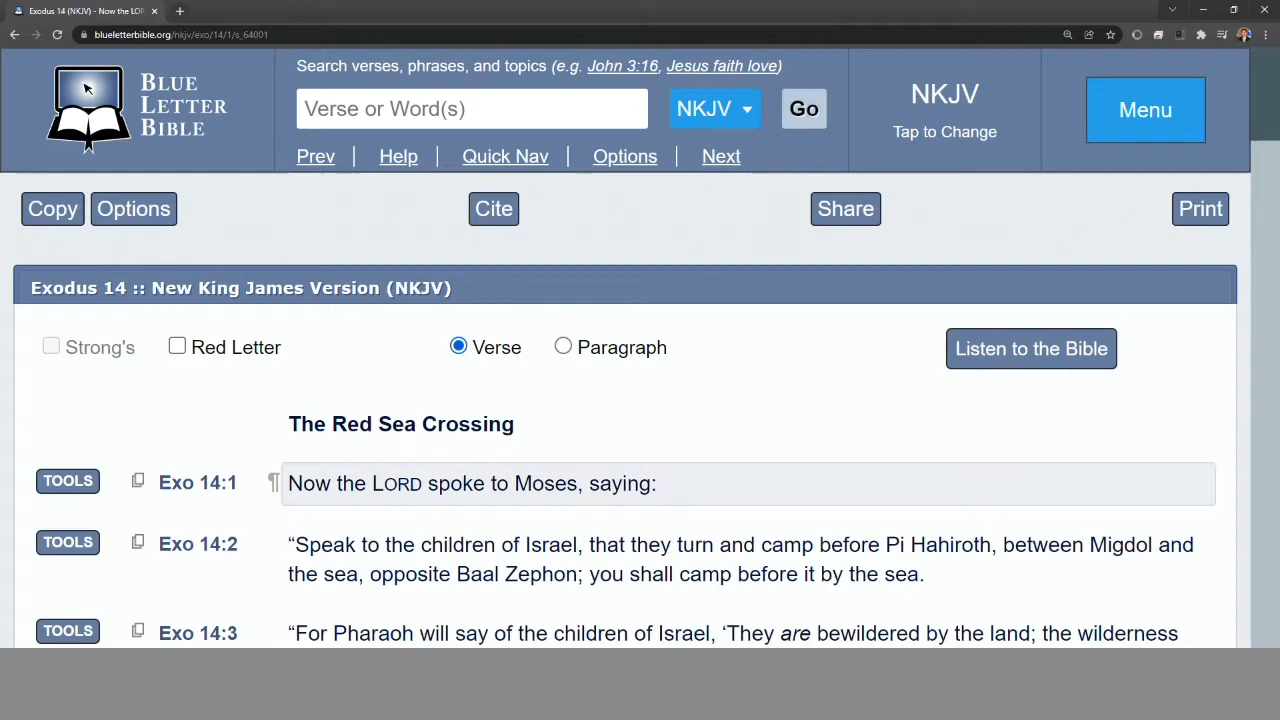 Exodus 14 (NKJV) - Now the LOR
blueletterbible.org/nkjv/exo/14/1/s_64001
BLUE
LETTER
BIBLE
Search verses, phrases, and topics (e.g. John 3:16, Jesus faith love)
Verse or Word(s)
NKJV
Go
Prev | Help | Quick Nav | Options | Next
NKJV
Tap to Change
Menu
Copy Options Cite Share Print
Exodus 14 :: New King James Version (NKJV)
Strong's Red Letter Verse Paragraph Listen to the Bible
The Red Sea Crossing
TOOLS Exo 14:1 ¶ Now the LORD spoke to Moses, saying:
TOOLS Exo 14:2 “Speak to the children of Israel, that they turn and camp before Pi Hahiroth, between Migdol and
the sea, opposite Baal Zephon; you shall camp before it by the sea.
TOOLS Exo 14:3 “For Pharaoh will say of the children of Israel, ‘They are bewildered by the land; the wilderness